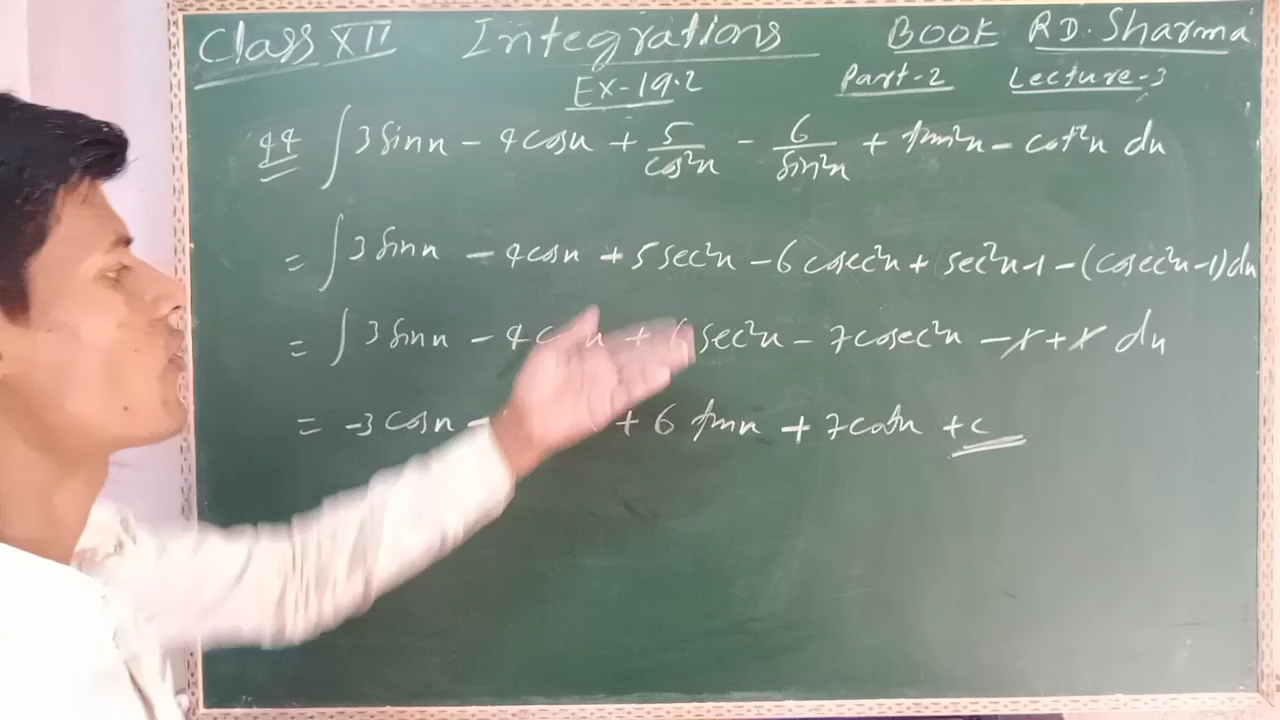 Class XII Integrations Book RD. Sharma
Ex-19.2 Part-2 Lecture-3
44 ∫ 3 sinx - 4 cosx + 5/cos²x - 6/sin²x + tan²x - cot²x dx
= ∫ 3 sinx - 4 cosx + 5 sec²x - 6 cosec²x + sec²x - 1 - (cosec²x - 1) dx
= ∫ 3 sinx - 4 + 6 sec²x - 7 cosec²x - 1 + 1 dx
= -3 cosx - + 6 tanx + 7 cotx + c